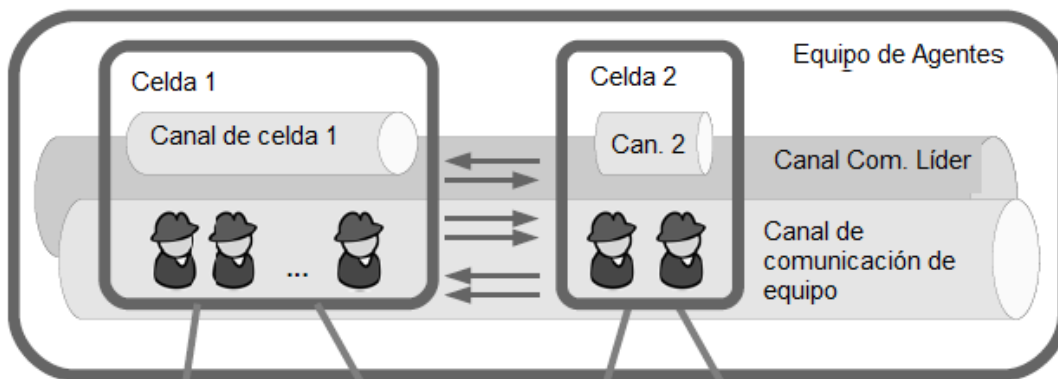 Equipo de Agentes
Celda 1
Canal de celda 1
Celda 2
Can. 2
Canal Com. Líder
Canal de
comunicación de
equipo
...